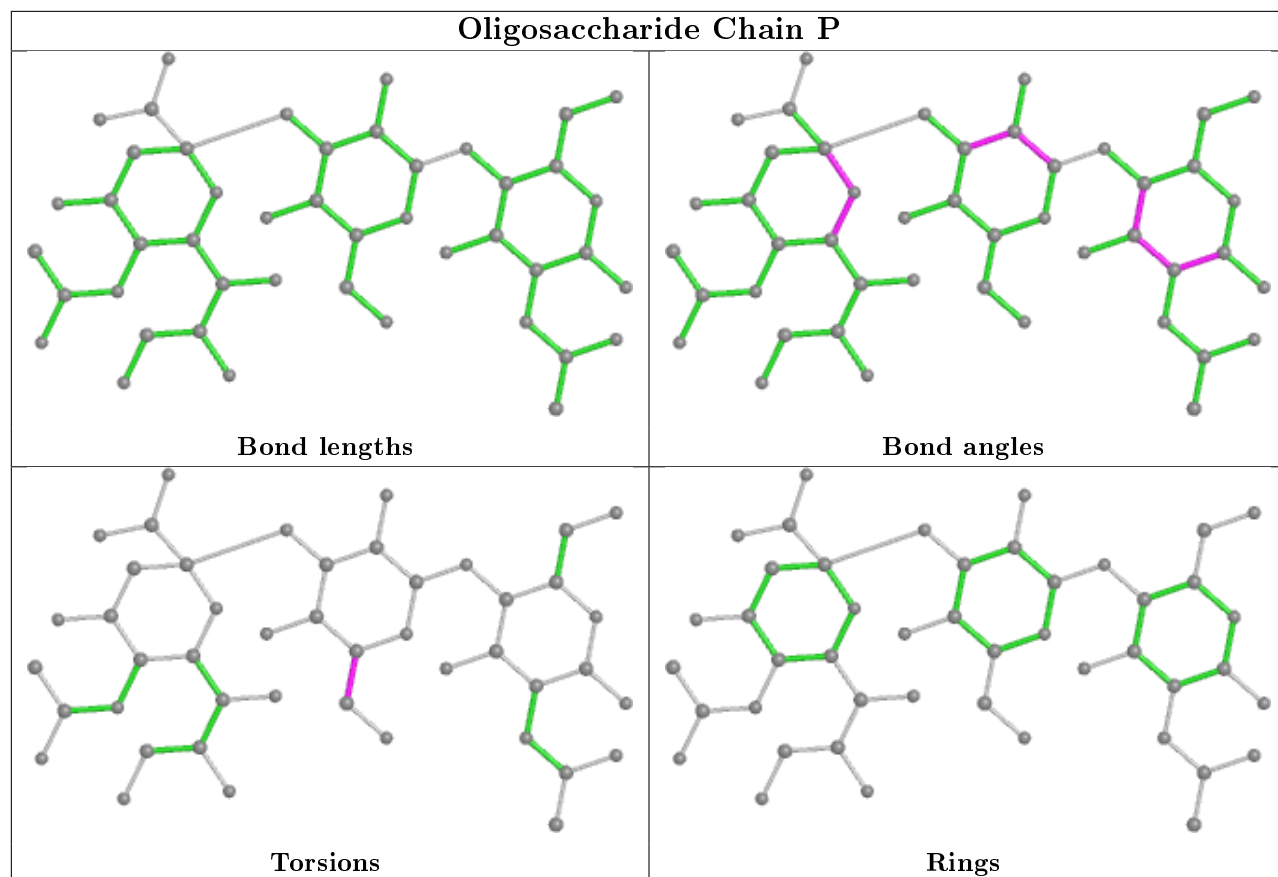 Oligosaccharide Chain P
Bond lengths
Bond angles
Torsions
Rings